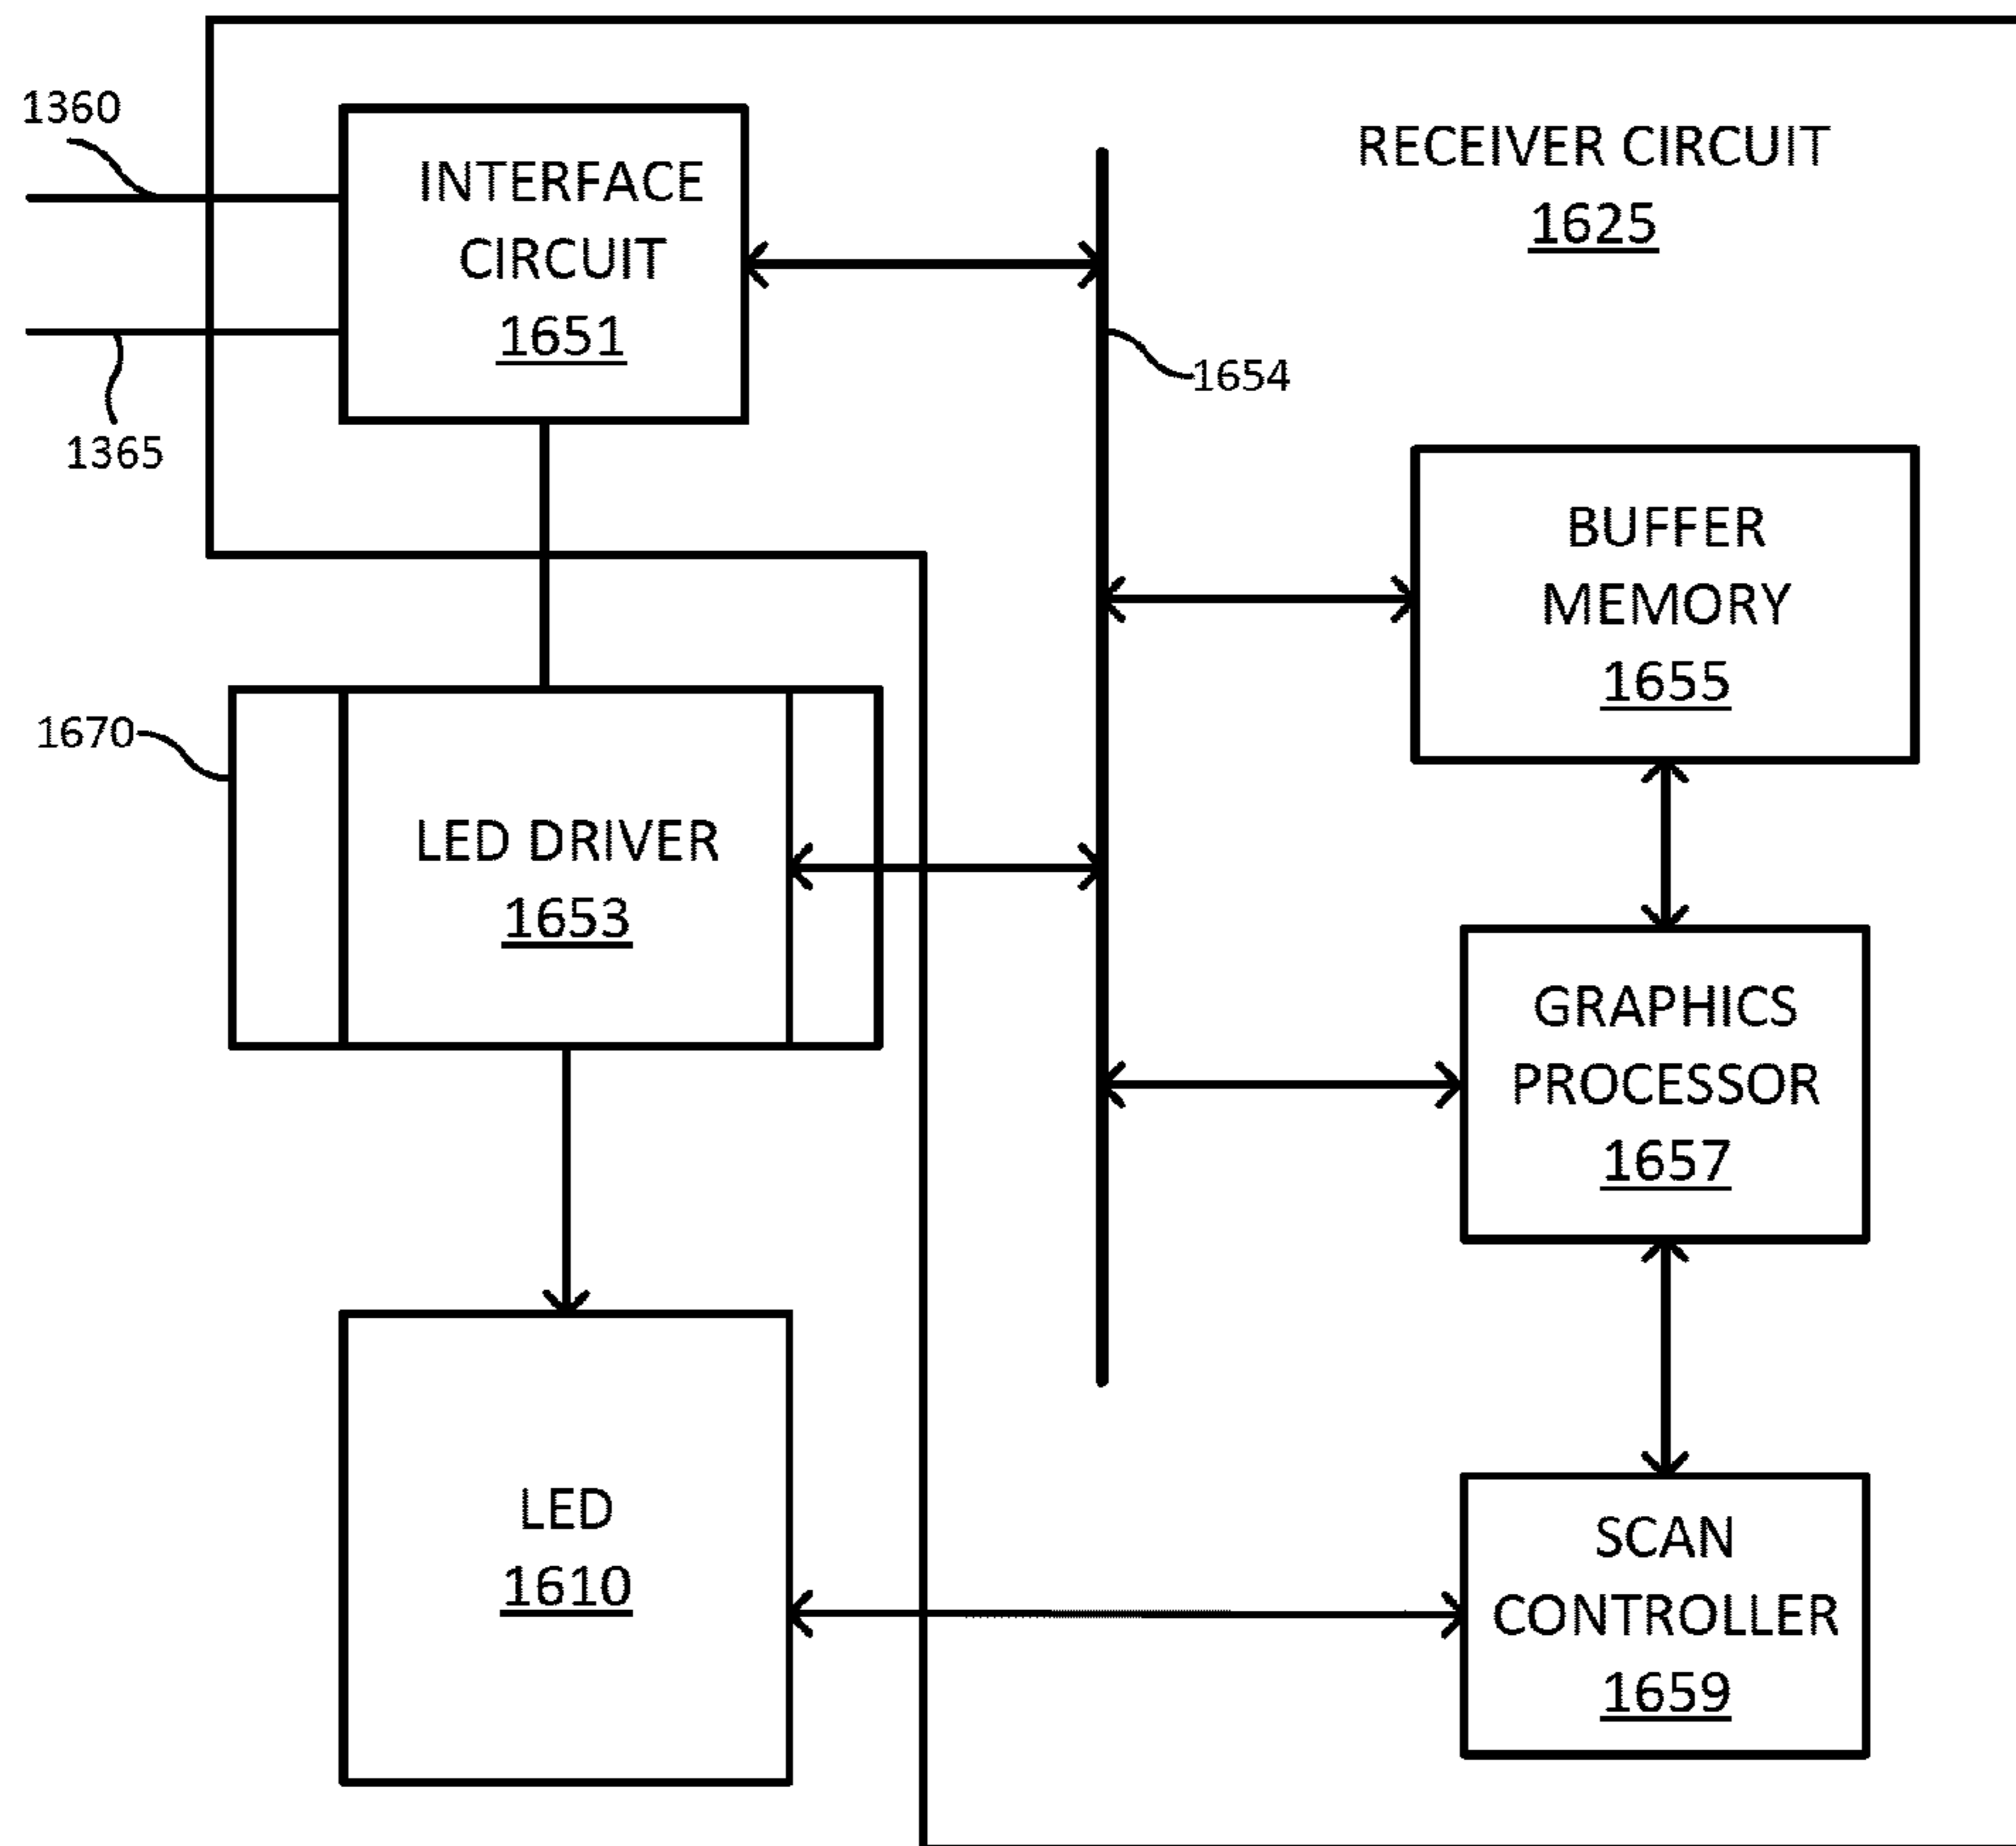 1360
INTERFACE
CIRCUIT
1651
RECEIVER CIRCUIT
1625
1365
1654
BUFFER
MEMORY
1655
1670
LED DRIVER
1653
GRAPHICS
PROCESSOR
1657
LED
1610
SCAN
CONTROLLER
1659